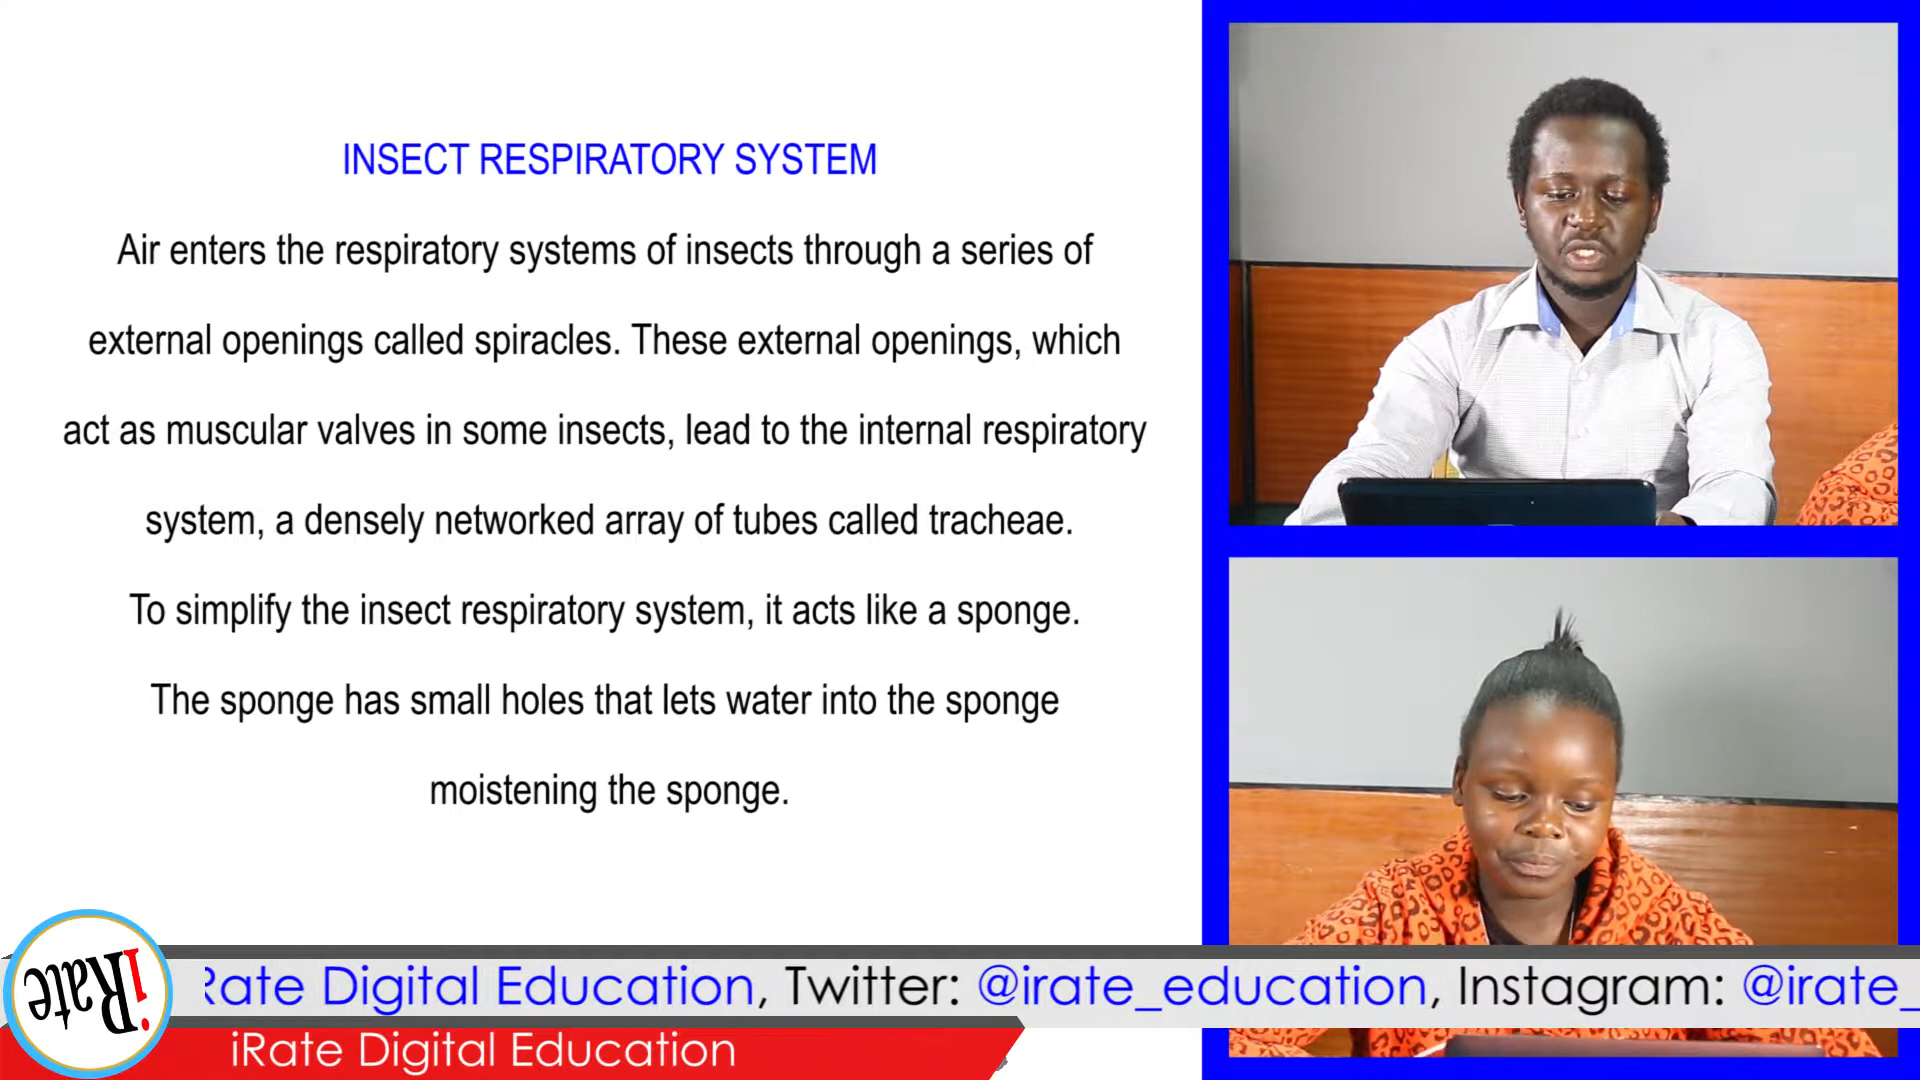 INSECT RESPIRATORY SYSTEM
Air enters the respiratory systems of insects through a series of
external openings called spiracles. These external openings, which
act as muscular valves in some insects, lead to the internal respiratory
system, a densely networked array of tubes called tracheae.
To simplify the insect respiratory system, it acts like a sponge.
The sponge has small holes that lets water into the sponge
moistening the sponge.
iRate
Rate Digital Education, Twitter: @irate_education, Instagram: @irate_
iRate Digital Education